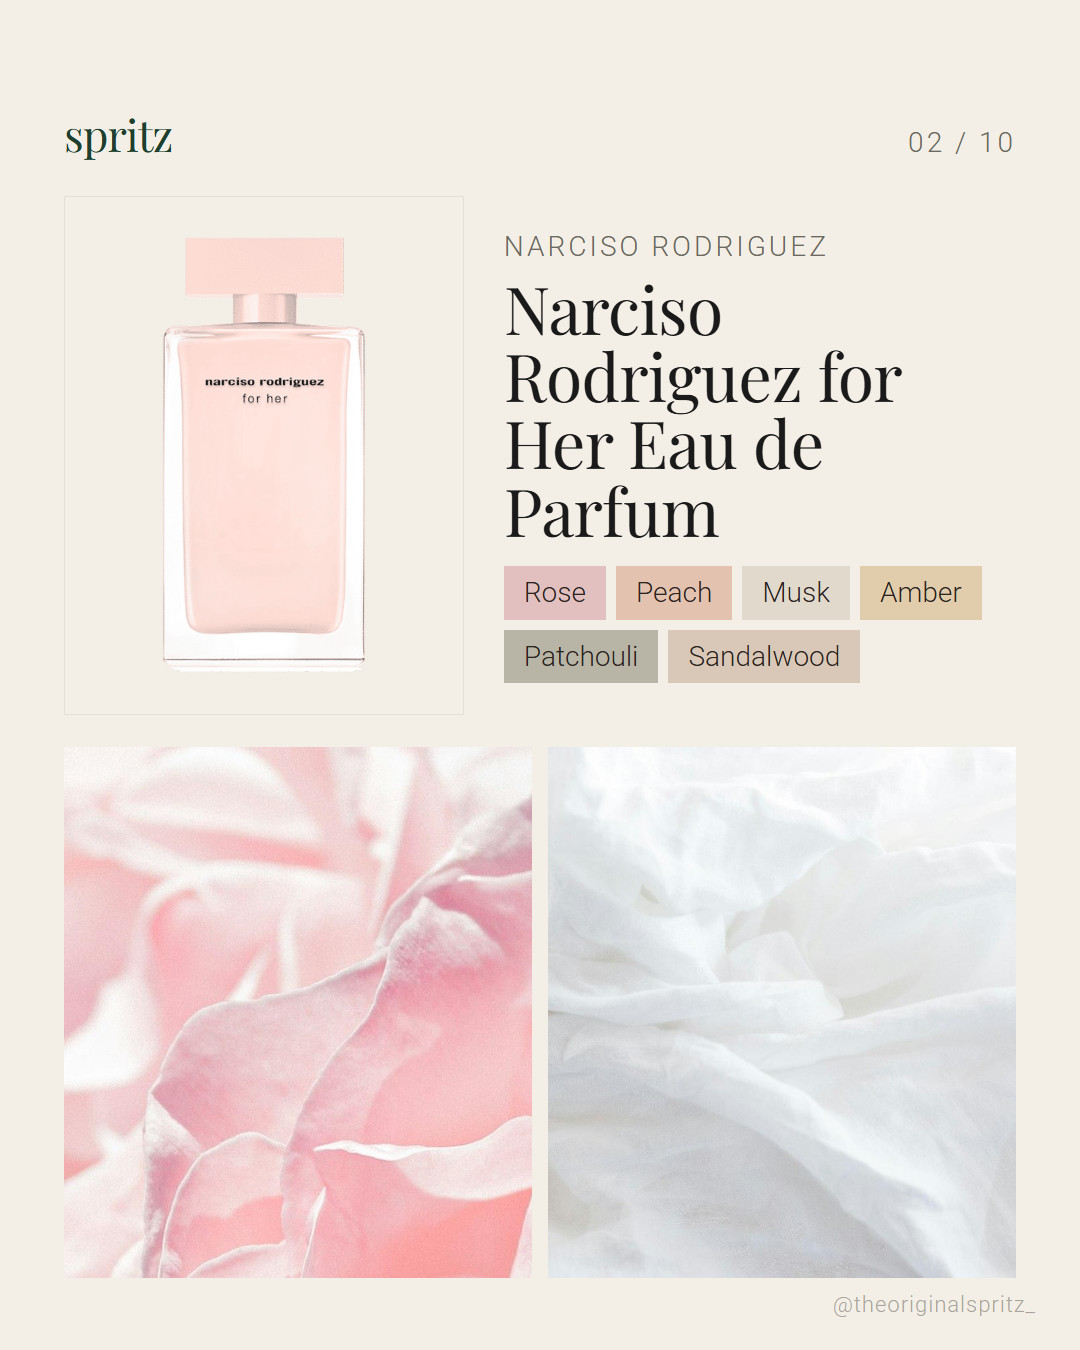 spritz
02 / 10
narciso rodriguez
for her
NARCISO RODRIGUEZ
Narciso
Rodriguez for
Her Eau de
Parfum
Rose Peach Musk Amber
Patchouli Sandalwood
@theoriginalspritz_